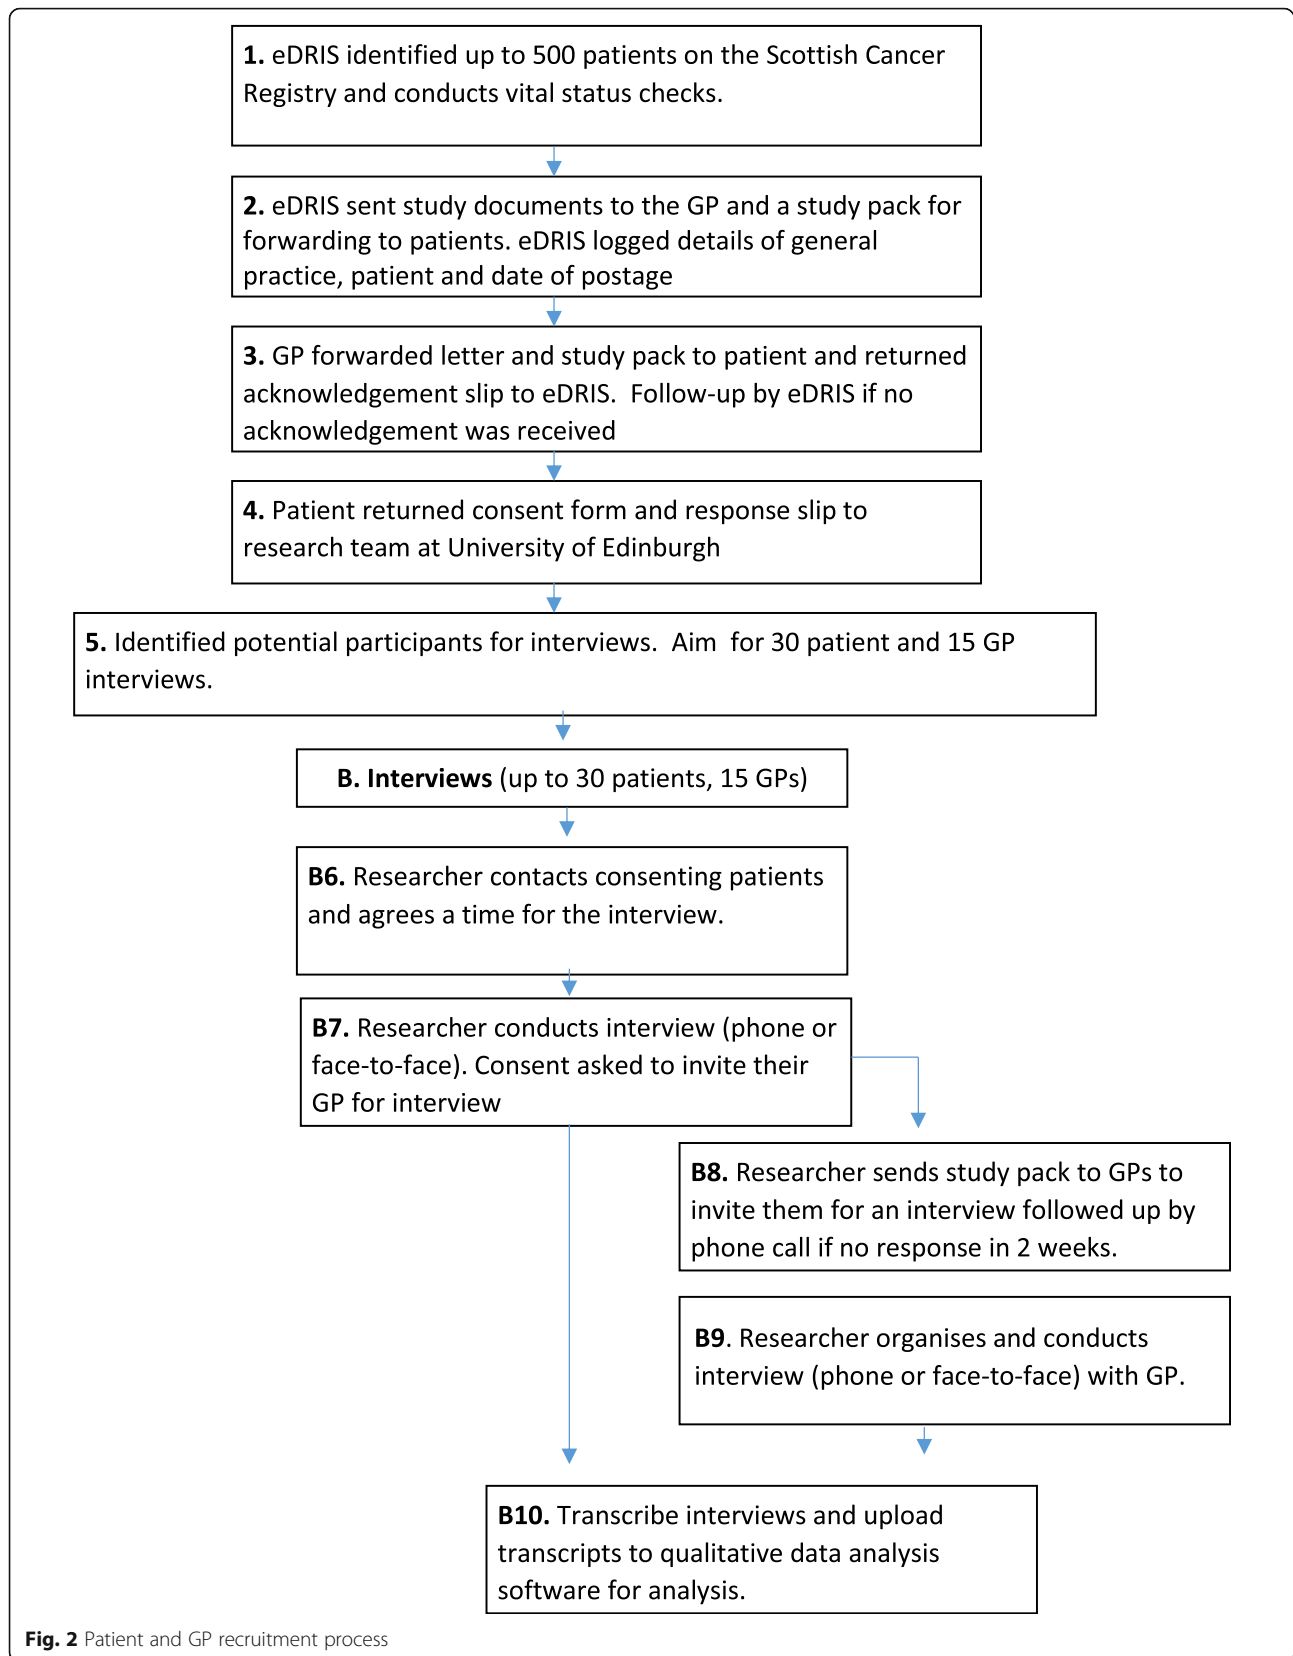 1. eDRIS identified up to 500 patients on the Scottish Cancer
Registry and conducts vital status checks.
2. eDRIS sent study documents to the GP and a study pack for
forwarding to patients. eDRIS logged details of general
practice, patient and date of postage
3. GP forwarded letter and study pack to patient and returned
acknowledgement slip to eDRIS.  Follow-up by eDRIS if no
acknowledgement was received
4. Patient returned consent form and response slip to
research team at University of Edinburgh
5. Identified potential participants for interviews.  Aim  for 30 patient and 15 GP
interviews.
B. Interviews (up to 30 patients, 15 GPs)
B6. Researcher contacts consenting patients
and agrees a time for the interview.
B7. Researcher conducts interview (phone or
face-to-face). Consent asked to invite their
GP for interview
B8. Researcher sends study pack to GPs to
invite them for an interview followed up by
phone call if no response in 2 weeks.
B9. Researcher organises and conducts
interview (phone or face-to-face) with GP.
B10. Transcribe interviews and upload
transcripts to qualitative data analysis
software for analysis.
Fig. 2 Patient and GP recruitment process